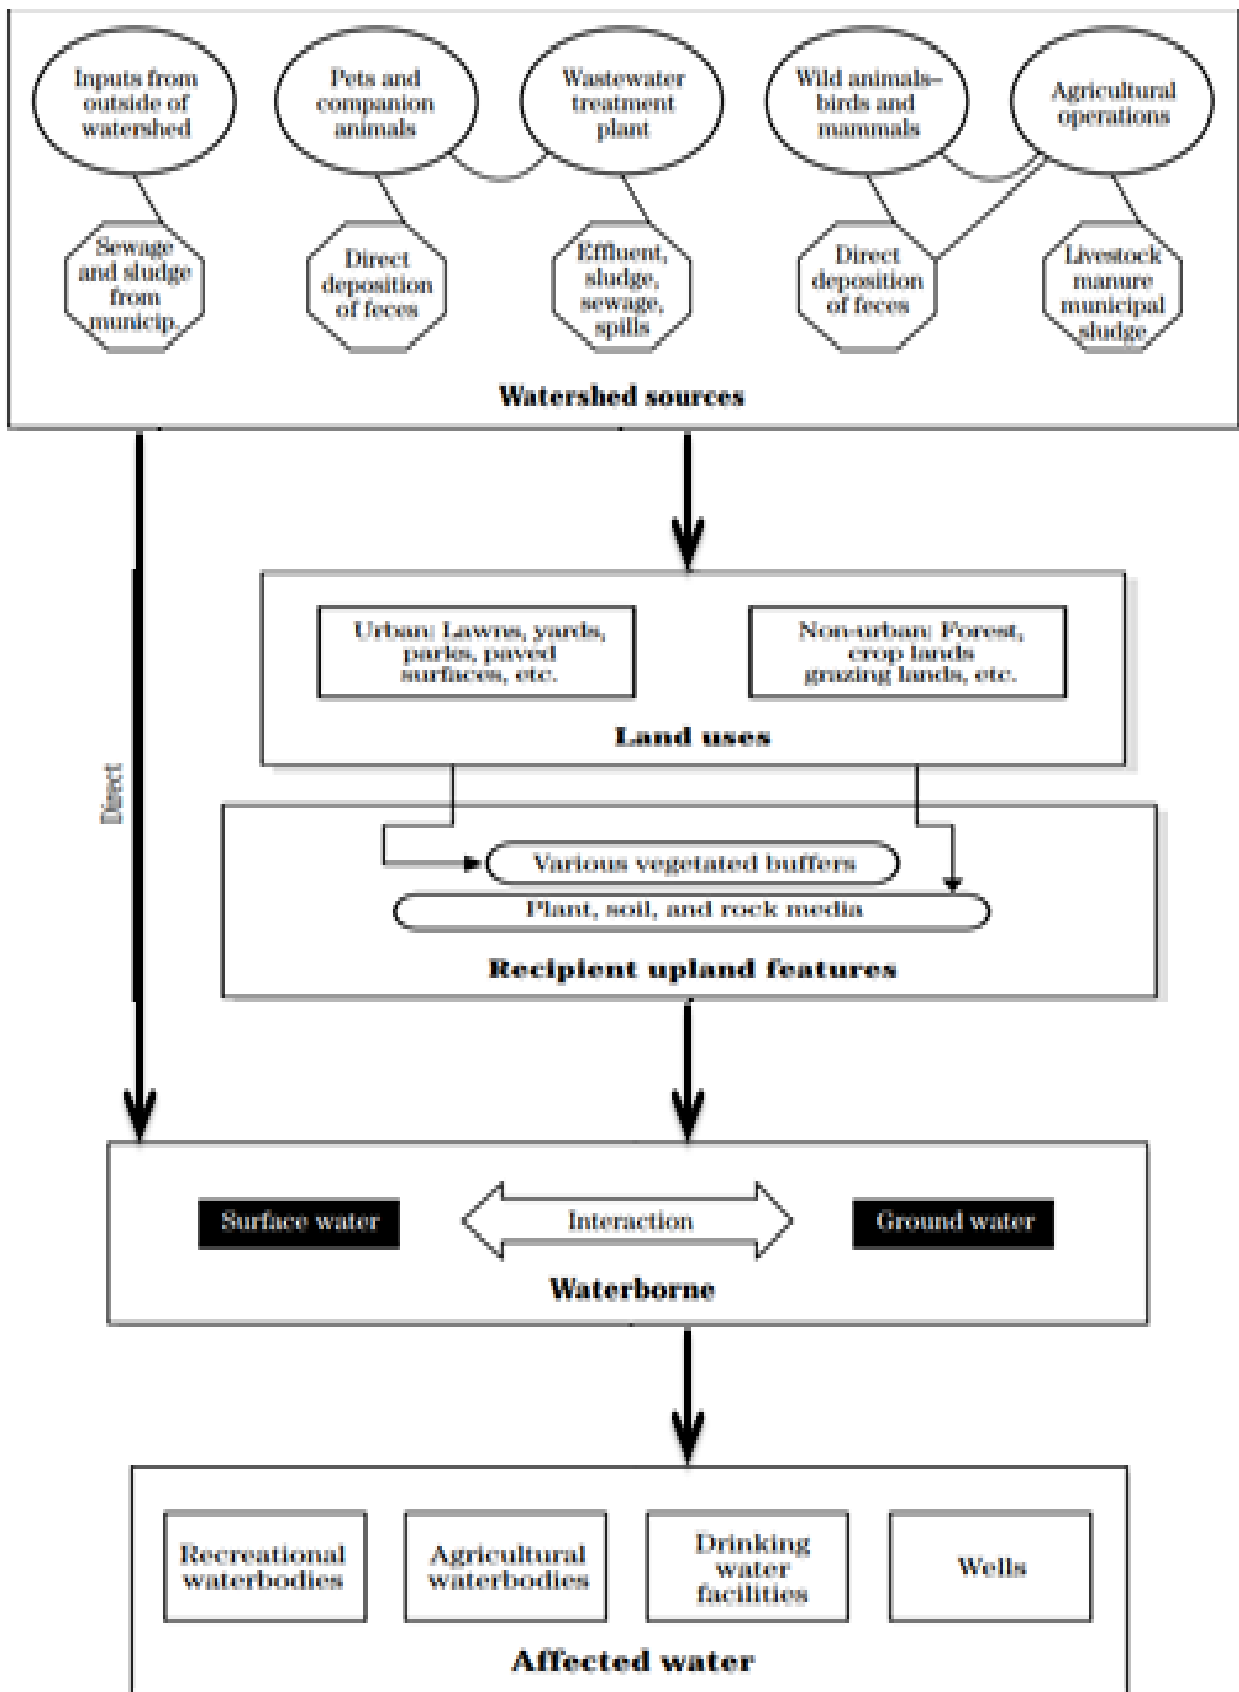 Inputs from
outside of
watershed
Pets and
companion
animals
Wastewater
treatment
plant
Wild animals–
birds and
mammals
Agricultural
operations
Sewage
and sludge
from
municip.
Direct
deposition
of feces
Effluent,
sludge,
sewage,
spills
Direct
deposition
of feces
Livestock
manure
municipal
sludge
Watershed sources
Direct
Urban: Lawns, yards,
parks, paved
surfaces, etc.
Non-urban: Forest,
crop lands
grazing lands, etc.
Land uses
Various vegetated buffers
Plant, soil, and rock media
Recipient upland features
Surface water
Interaction
Ground water
Waterborne
Recreational
waterbodies
Agricultural
waterbodies
Drinking
water
facilities
Wells
Affected water